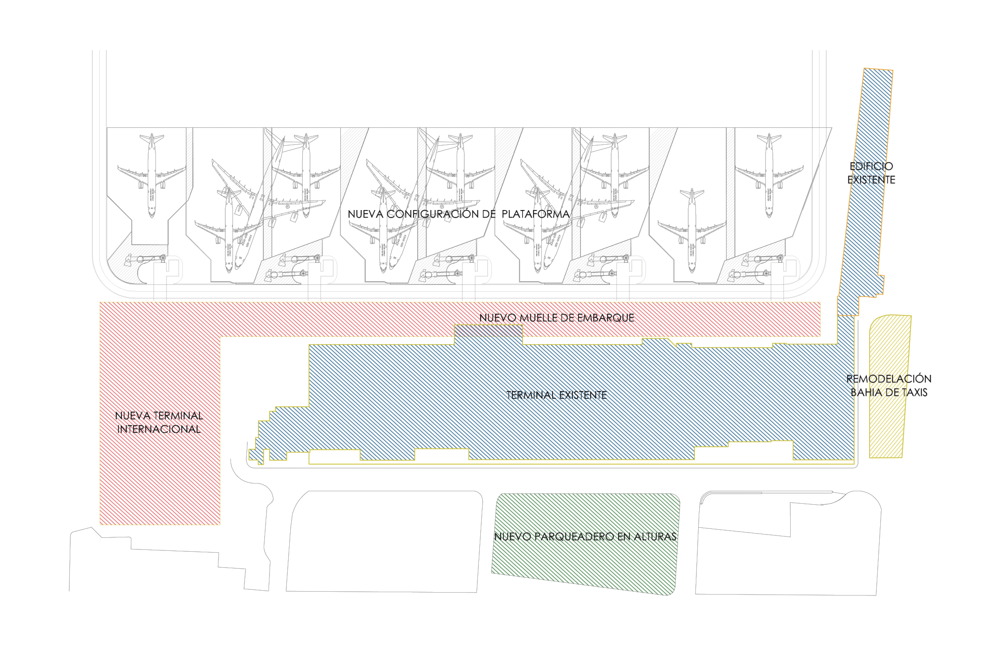 EDIFICIO
EXISTENTE
NUEVA CONFIGURACIÓN DE PLATAFORMA
NUEVO MUELLE DE EMBARQUE
REMODELACIÓN
BAHIA DE TAXIS
TERMINAL EXISTENTE
NUEVA TERMINAL
INTERNACIONAL
NUEVO PARQUEADERO EN ALTURAS